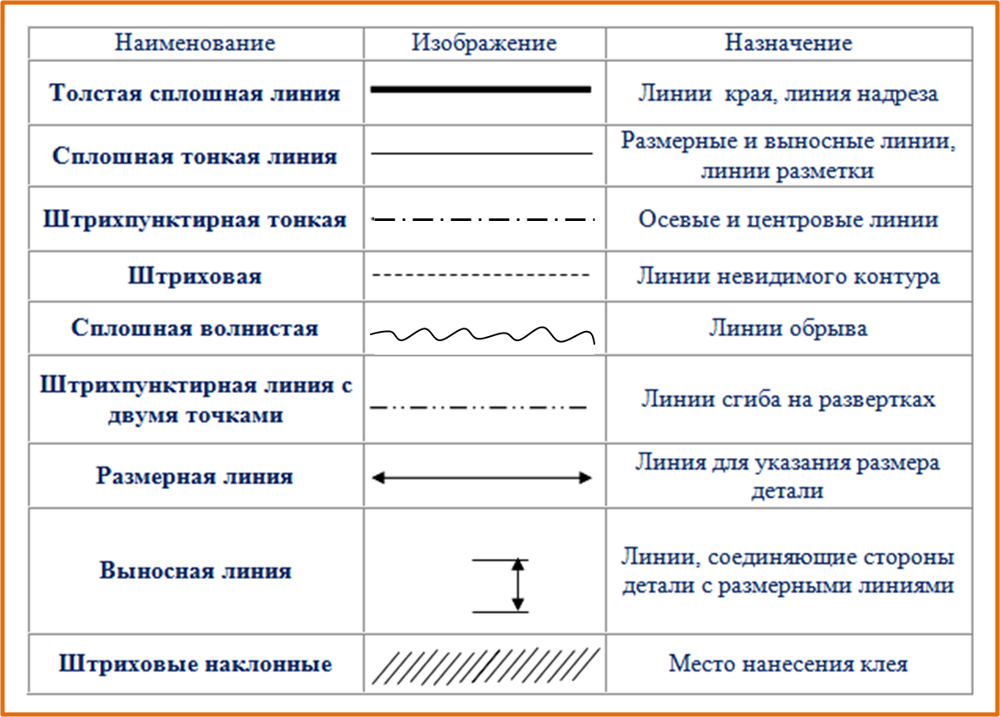 Наименование
Изображение
Назначение
Толстая сплошная линия
Линии края, линия надреза
Сплошная тонкая линия
Размерные и выносные линии,
линии разметки
Штрихпунктирная тонкая
Осевые и центровые линии
Штриховая
Линии невидимого контура
Сплошная волнистая
Линии обрыва
Штрихпунктирная линия с
двумя точками
Линии сгиба на развертках
Размерная линия
Линия для указания размера
детали
Выносная линия
Линии, соединяющие стороны
детали с размерными линиями
Штриховые наклонные
Место нанесения клея